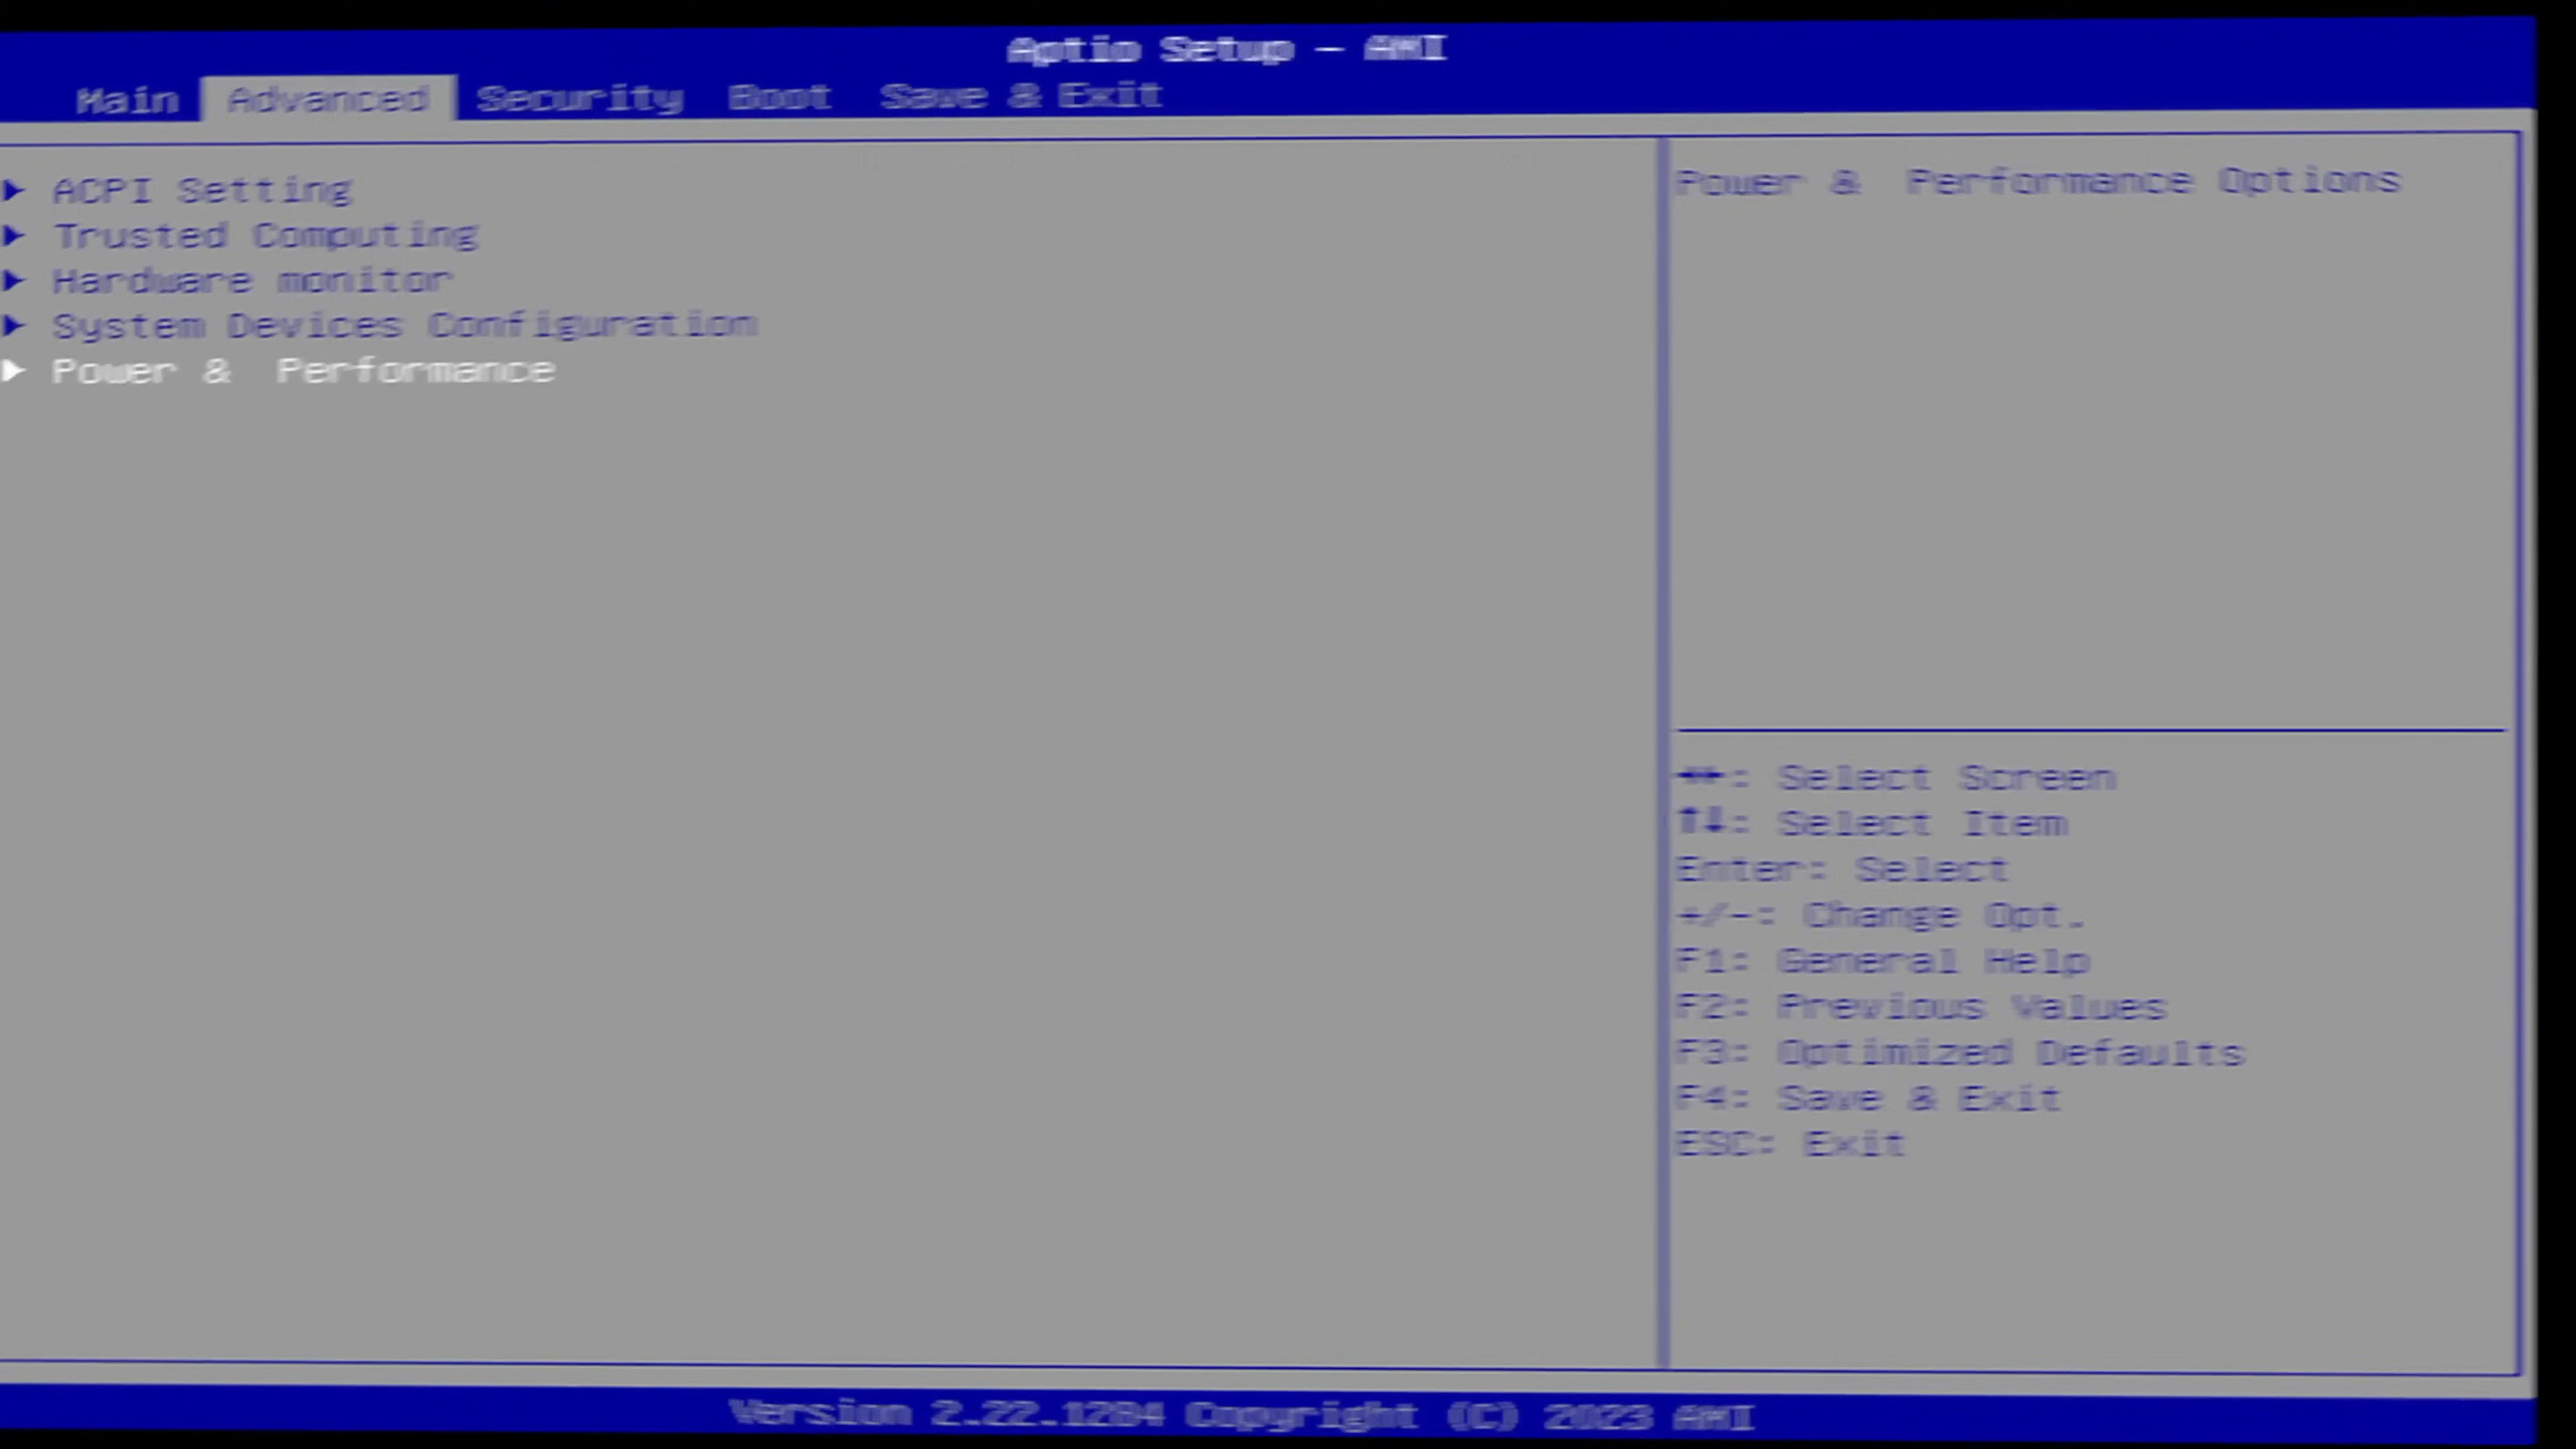 Aptio Setup – AMI
Main Advanced Security Boot Save & Exit
► ACPI Setting
► Trusted Computing
► Hardware monitor
► System Devices Configuration
► Power & Performance
Power & Performance Options
→←: Select Screen
↑↓: Select Item
Enter: Select
+/-: Change Opt.
F1: General Help
F2: Previous Values
F3: Optimized Defaults
F4: Save & Exit
ESC: Exit
Version 2.22.1284 Copyright (C) 2023 AMI